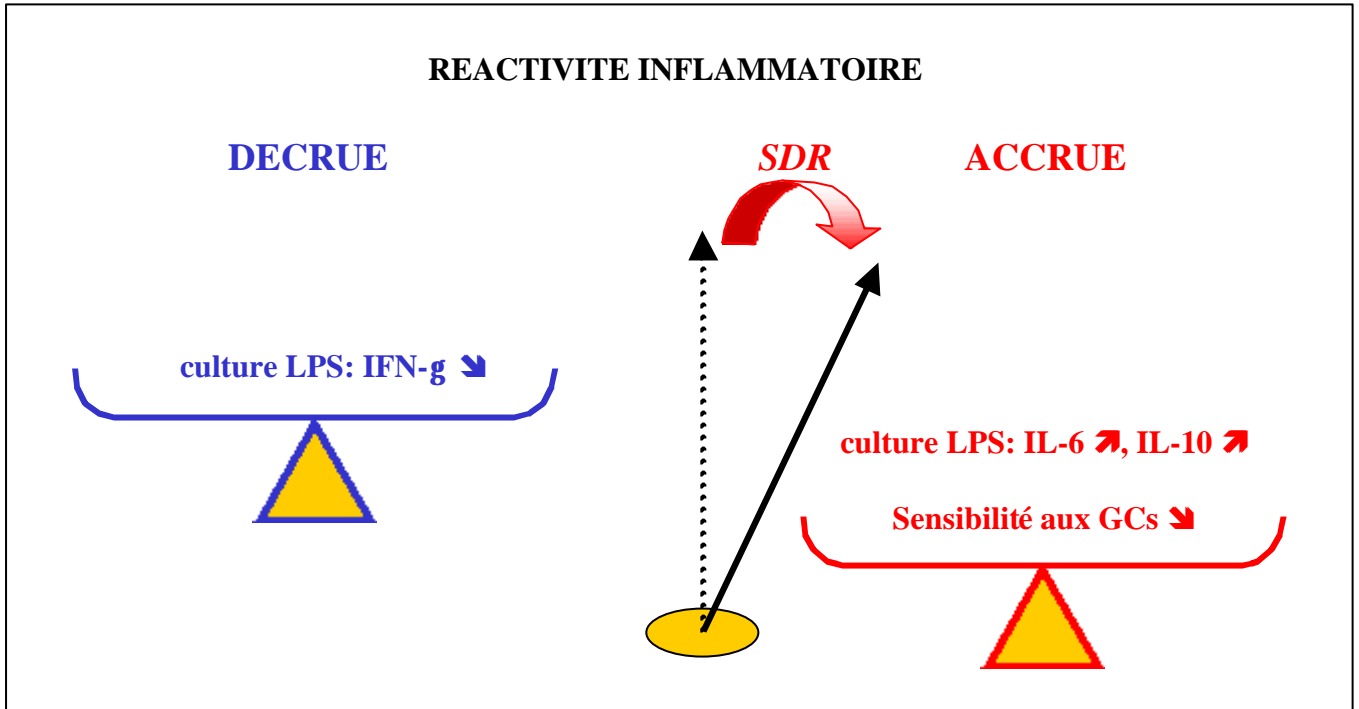 REACTIVITE INFLAMMATOIRE
DECRUE
SDR
ACCRUE
culture LPS: IFN-g ➘
culture LPS: IL-6 ➚, IL-10 ➚
Sensibilité aux GCs ➘